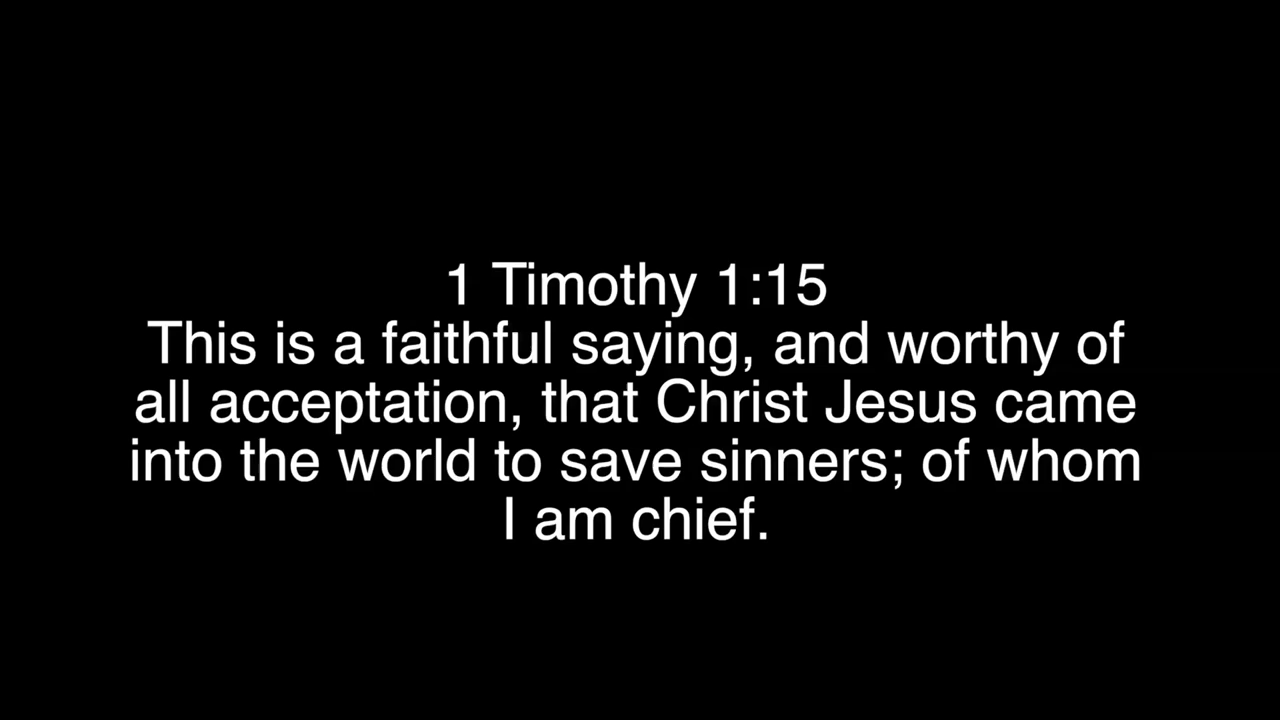 1 Timothy 1:15
This is a faithful saying, and worthy of
all acceptation, that Christ Jesus came
into the world to save sinners; of whom
I am chief.